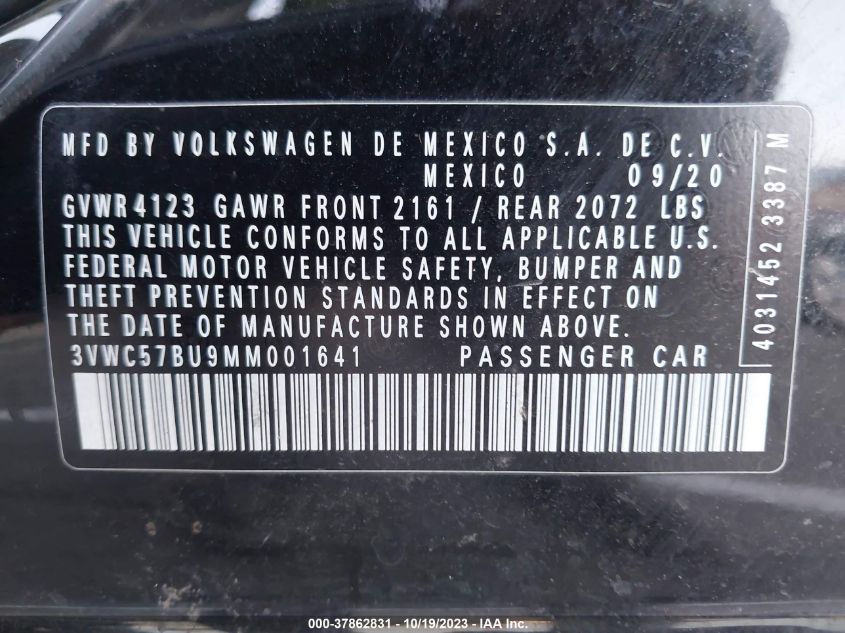 MFD BY VOLKSWAGEN DE MEXICO S.A. DE C.V.
MEXICO 09/20
GVWR 4123 GAWR FRONT 2161 / REAR 2072 LBS
THIS VEHICLE CONFORMS TO ALL APPLICABLE U.S.
FEDERAL MOTOR VEHICLE SAFETY, BUMPER AND
THEFT PREVENTION STANDARDS IN EFFECT ON
THE DATE OF MANUFACTURE SHOWN ABOVE.
3VWC57BU9MM001641 PASSENGER CAR
4031452 3387 M
000-37862831 - 10/19/2023 - IAA Inc.